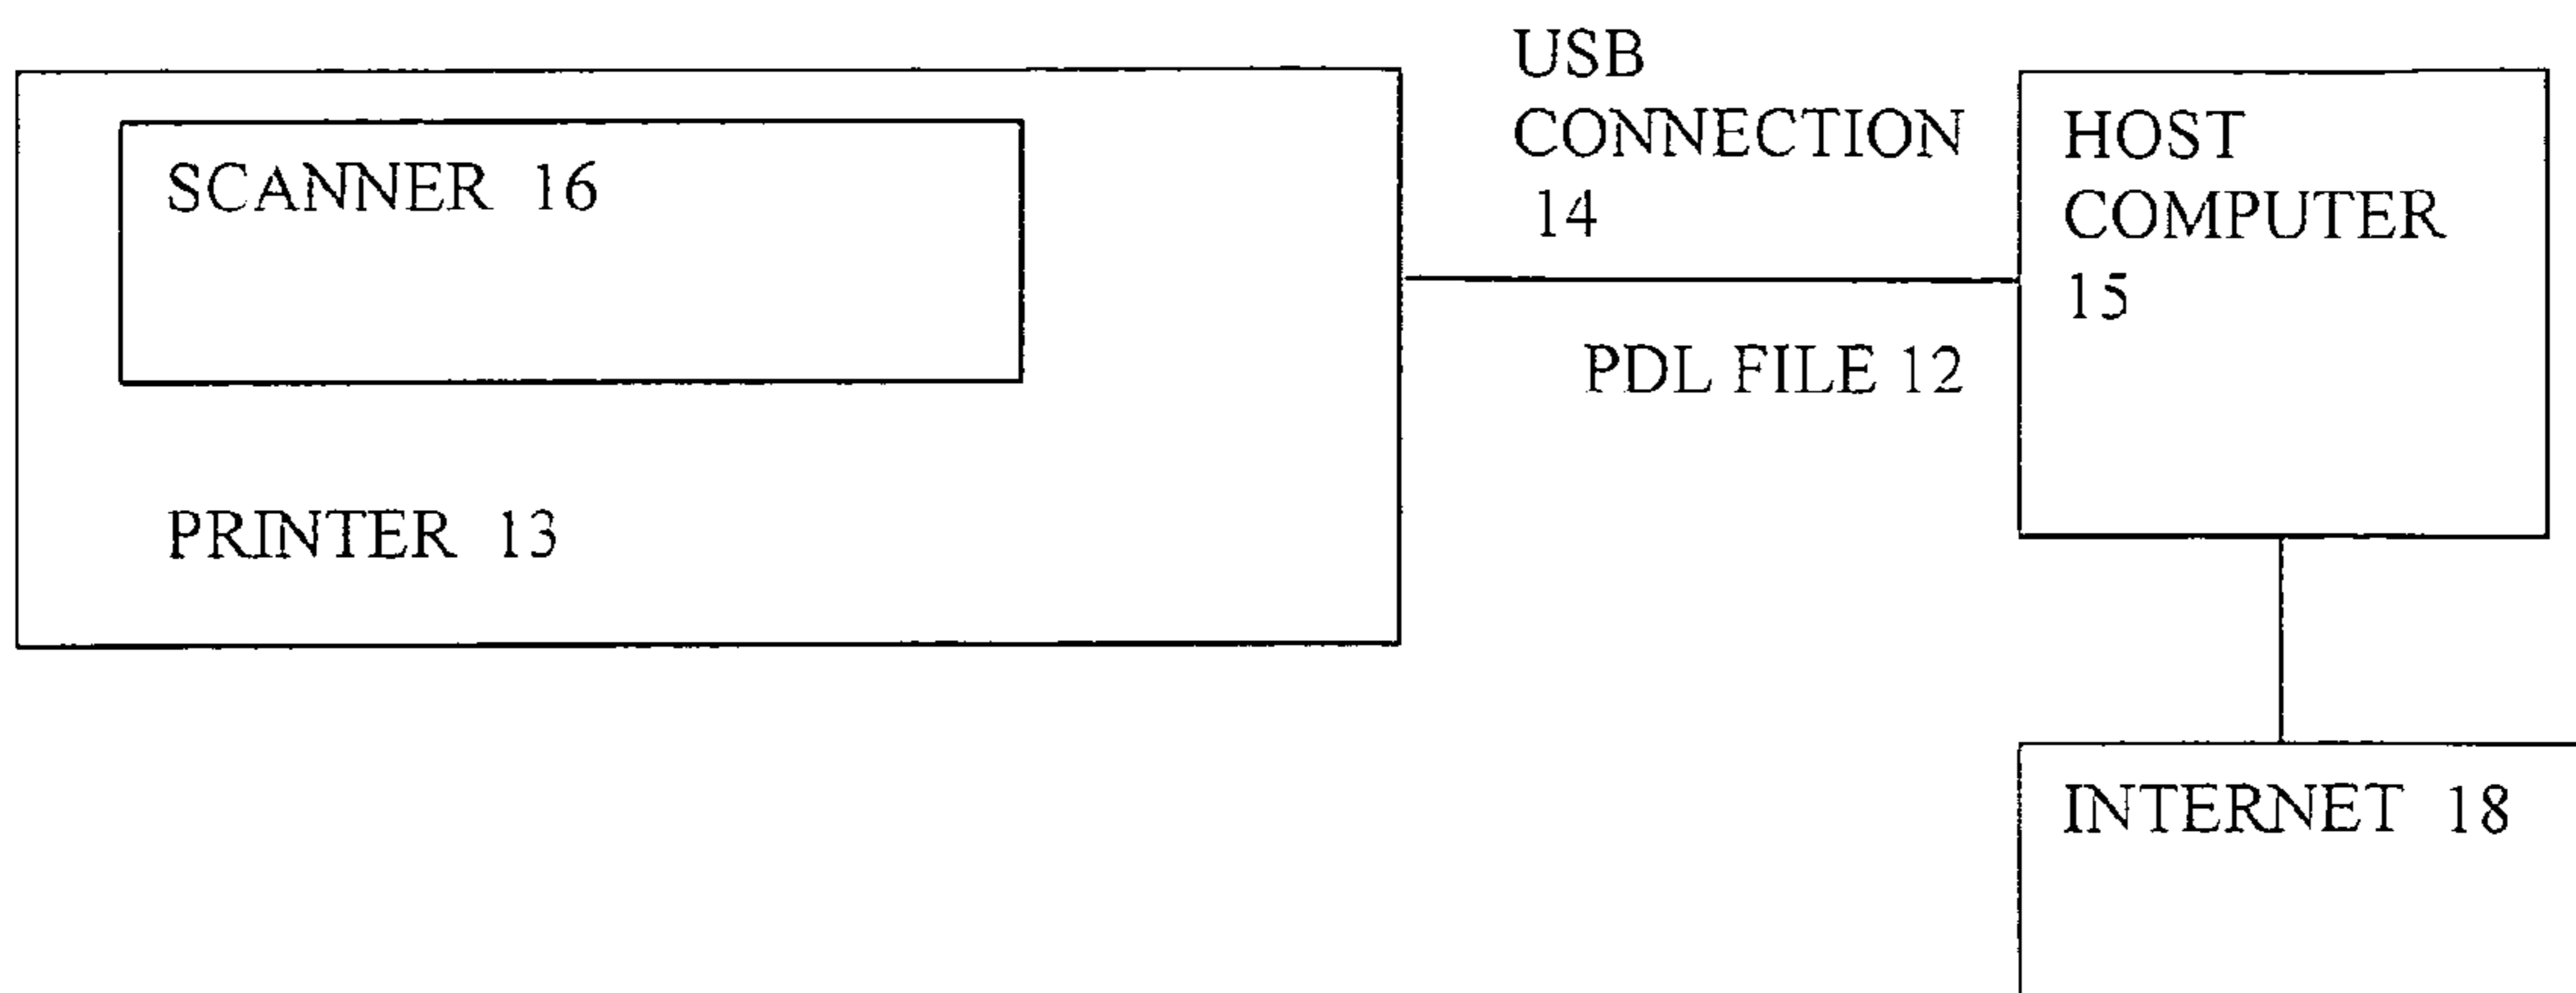 SCANNER 16
PRINTER 13
USB
CONNECTION
14
PDL FILE 12
HOST
COMPUTER
15
INTERNET 18